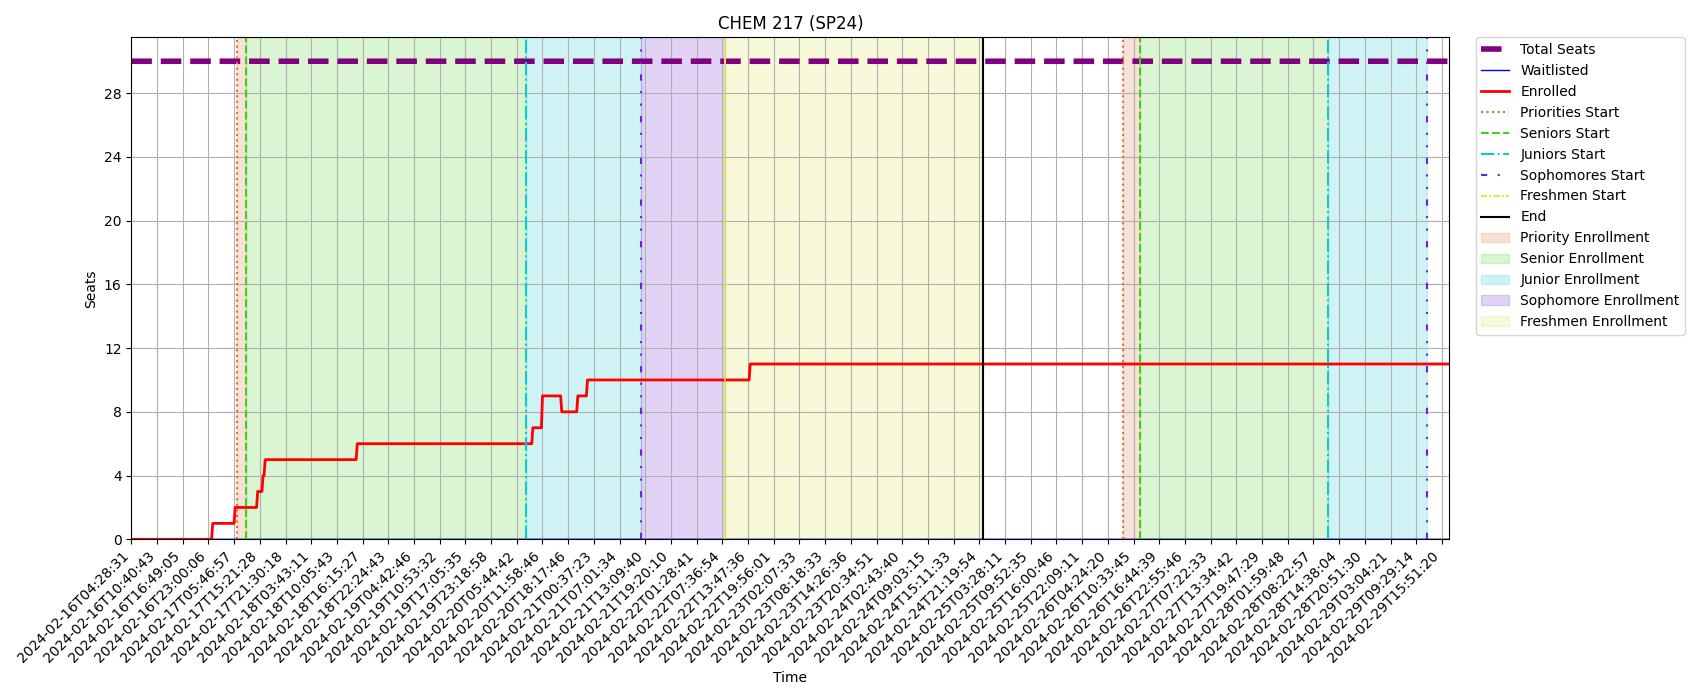 CHEM 217 (SP24)
Seats
28
24
20
16
12
8
4
0
2024-02-16T04:28:31
2024-02-16T10:40:43
2024-02-16T16:49:05
2024-02-16T23:00:06
2024-02-17T05:46:57
2024-02-17T15:21:28
2024-02-17T21:30:18
2024-02-18T03:43:11
2024-02-18T10:05:43
2024-02-18T16:15:27
2024-02-18T22:24:43
2024-02-19T04:42:46
2024-02-19T10:53:32
2024-02-19T17:05:35
2024-02-19T23:18:58
2024-02-20T05:44:42
2024-02-20T11:58:46
2024-02-20T18:17:46
2024-02-21T00:37:23
2024-02-21T07:01:34
2024-02-21T13:09:40
2024-02-21T19:20:10
2024-02-22T01:28:41
2024-02-22T07:36:54
2024-02-22T13:47:36
2024-02-22T19:56:01
2024-02-23T02:07:33
2024-02-23T08:18:33
2024-02-23T14:26:36
2024-02-23T20:34:51
2024-02-24T02:43:40
2024-02-24T09:03:15
2024-02-24T15:11:33
2024-02-24T21:19:54
2024-02-25T03:28:11
2024-02-25T09:52:35
2024-02-25T16:00:46
2024-02-25T22:09:11
2024-02-26T04:24:20
2024-02-26T10:33:45
2024-02-26T16:44:39
2024-02-26T22:55:46
2024-02-27T07:22:33
2024-02-27T13:34:42
2024-02-27T19:47:29
2024-02-28T01:59:48
2024-02-28T08:22:57
2024-02-28T14:38:04
2024-02-28T20:51:30
2024-02-29T03:04:21
2024-02-29T09:29:14
2024-02-29T15:51:20
Time
Total Seats
Waitlisted
Enrolled
Priorities Start
Seniors Start
Juniors Start
Sophomores Start
Freshmen Start
End
Priority Enrollment
Senior Enrollment
Junior Enrollment
Sophomore Enrollment
Freshmen Enrollment